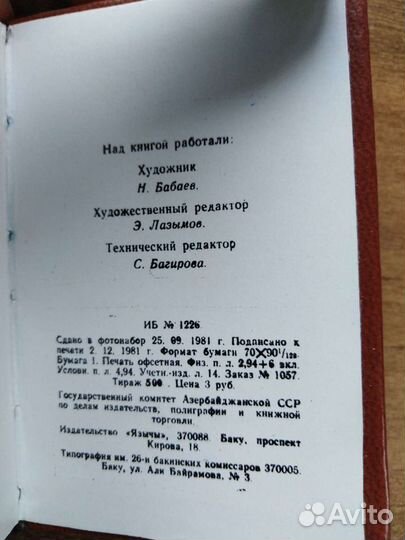 Над книгой работали:
Художник
Н. Бабаев.
Художественный редактор
Э. Лазымов.
Технический редактор
С. Багирова.
ИБ № 1226
Сдано в фотонабор 25. 09. 1981 г. Подписано к
печати 2. 12. 1981 г. Формат бумаги 70×90 1/128
Бумага 1. Печать офсетная. Физ. п. л. 2,94+6 вкл.
Условн. п. л. 4,94. Учетн.-изд. л. 14. Заказ № 1057.
Тираж 500. Цена 3 руб.
Государственный комитет Азербайджанской ССР
по делам издательств, полиграфии и книжной
торговли.
Издательство «Язычы», 370088. Баку, проспект
Кирова, 18.
Типография им. 26-и бакинских комиссаров 370005.
Баку, ул. Али Байрамова, № 3.
Avito